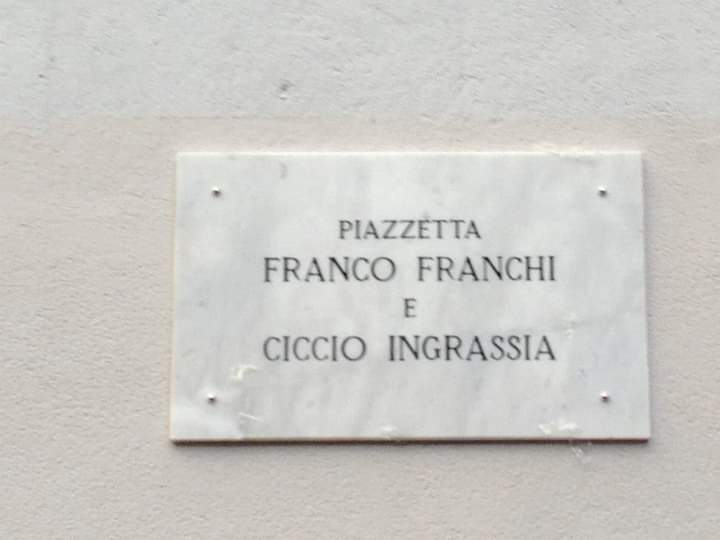 PIAZZETTA
FRANCO FRANCHI
E
CICCIO INGRASSIA